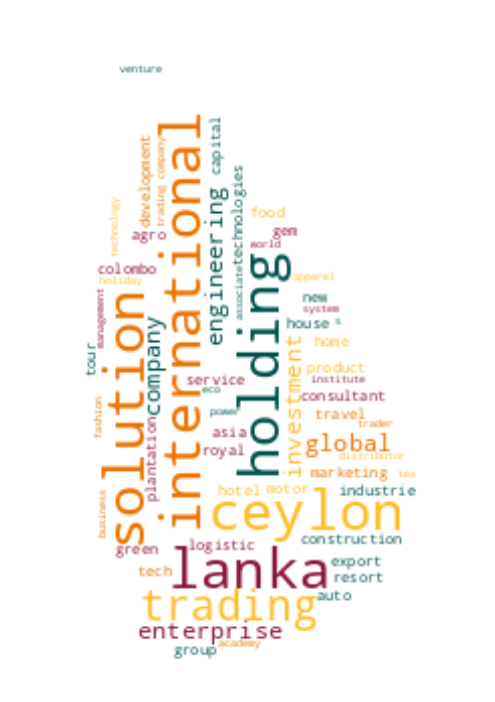 venture
international
capital
development
trading company
technologies
engineering
technology
food
agro
gem
world
holding
colombo
holiday
apparel
solution
management
associate
new
system
company
house
s
tour
investment
home
product
service
institute
eco
consultant
fashion
power
travel
plantation
trader
asia
global
royal
distributor
marketing
tea
business
hotel
motor
industrie
ceylon
construction
green
logistic
lanka
export
tech
resort
trading
auto
enterprise
academy
group